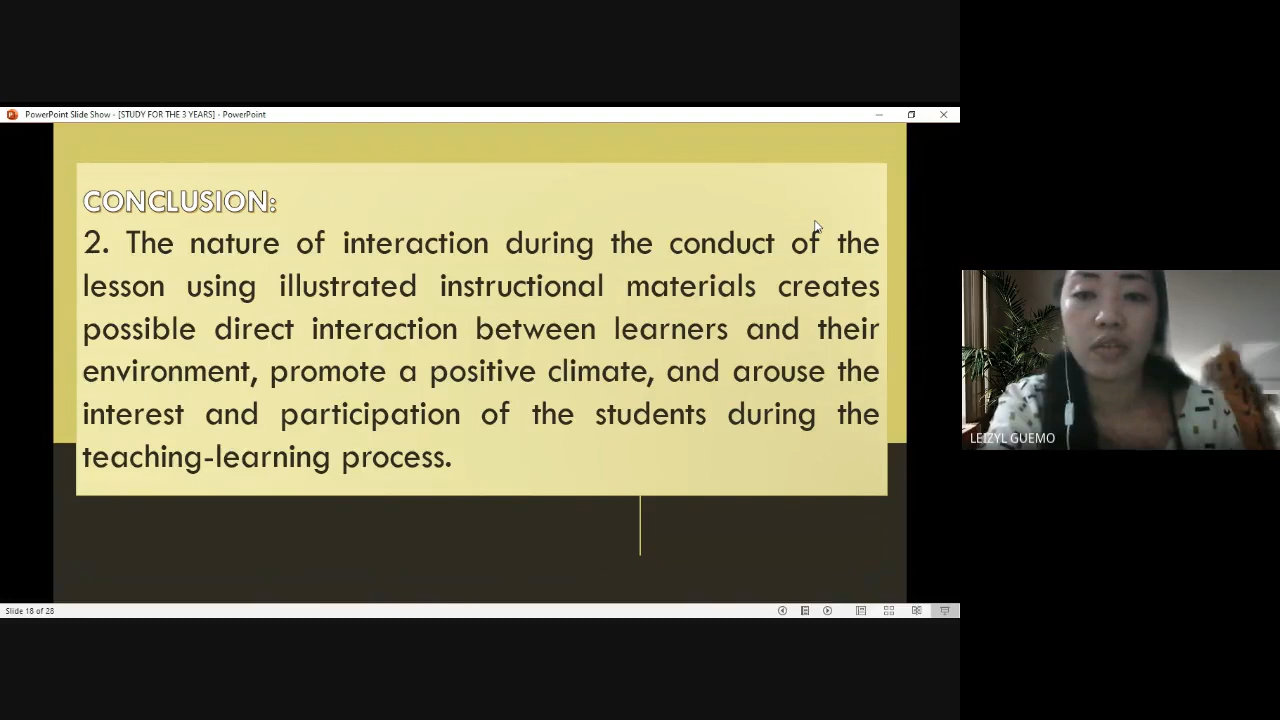 PowerPoint Slide Show - [STUDY FOR THE 3 YEARS] - PowerPoint
CONCLUSION:
2. The nature of interaction during the conduct of the
lesson using illustrated instructional materials creates
possible direct interaction between learners and their
environment, promote a positive climate, and arouse the
interest and participation of the students during the
teaching-learning process.
LEIZYL GUEMO
Slide 18 of 28